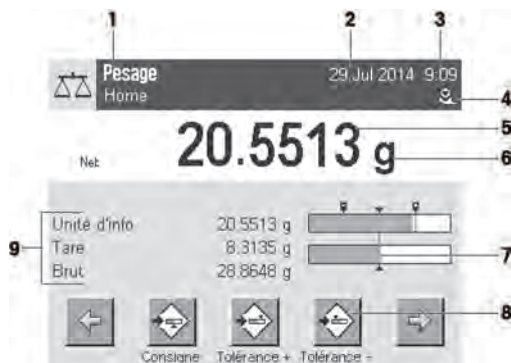 1 2 3
Pesage 29.Jul 2014 9:09
Home
4
5
20.5513 g
Net
6
Unité d'info 20.5513 g
9 Tare 8.3135 g 7
Brut 28.8648 g
8
Consigne Tolérance + Tolérance -